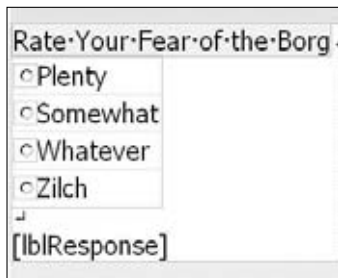 Rate·Your·Fear·of·the·Borg
Plenty
Somewhat
Whatever
Zilch
[lblResponse]